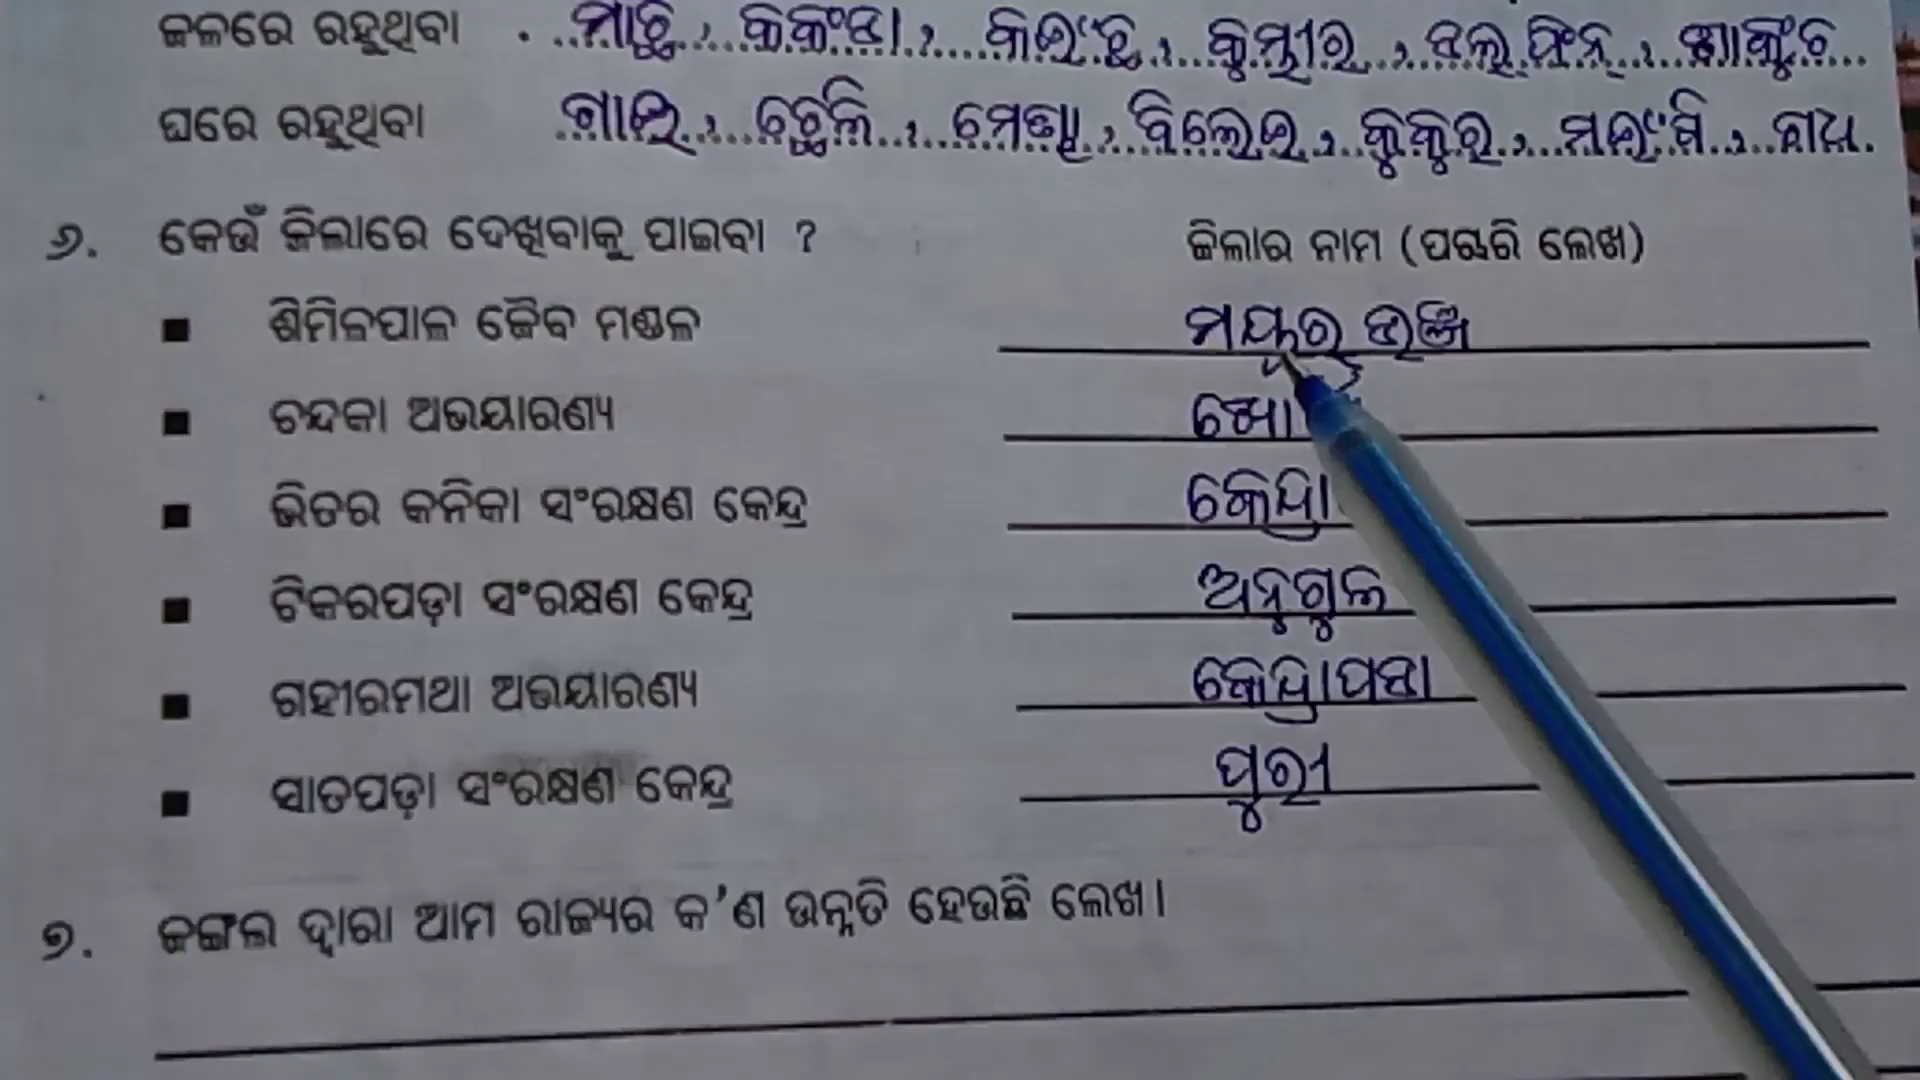 ଜଳରେ ରହୁଥିବା . ମାଛ, କଙ୍କଡ଼ା, କଇଁଛ, କୁମ୍ଭୀର, ଡଲଫିନ୍,
ଘରେ ରହୁଥିବା ଗାଈ, ଛେଳି, ମେଣ୍ଢା, ବିଲେଇ, କୁକୁର, ମଇଁଷି,
୬. କେଉଁ ଜିଲାରେ ଦେଖିବାକୁ ପାଇବା ? ଜିଲାର ନାମ (ପଚାରି ଲେଖ)
■ ଶିମିଳପାଳ ଜୈବ ମଣ୍ଡଳ ମୟୂର ଭଞ୍ଜ
■ ଚନ୍ଦକା ଅଭୟାରଣ୍ୟ ଖୋ
■ ଭିତର କନିକା ସଂରକ୍ଷଣ କେନ୍ଦ୍ର କେନ୍ଦ୍ରା
■ ଟିକରପଡ଼ା ସଂରକ୍ଷଣ କେନ୍ଦ୍ର ଅନୁଗୁଳ
■ ଗହୀରମଥା ଅଭୟାରଣ୍ୟ କେନ୍ଦ୍ରାପଡା
■ ସାତପଡ଼ା ସଂରକ୍ଷଣ କେନ୍ଦ୍ର ପୁରୀ
୭. ଜଙ୍ଗଲ ଦ୍ୱାରା ଆମ ରାଜ୍ୟର କ'ଣ ଉନ୍ନତି ହେଉଛି ଲେଖ।